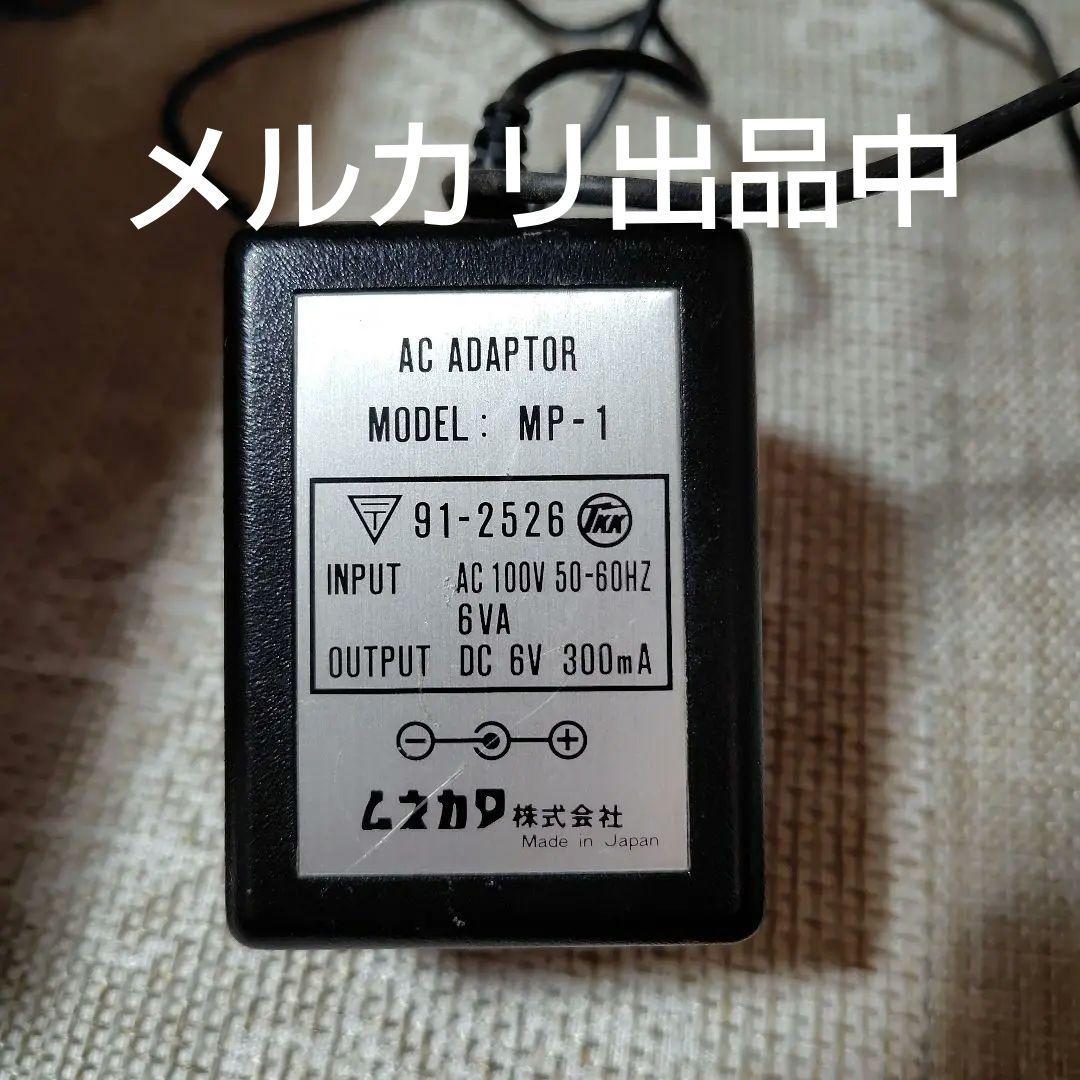 メルカリ出品中
AC ADAPTOR
MODEL : MP-1
T 91-2526 TKK
INPUT AC 100V 50-60HZ
6VA
OUTPUT DC 6V 300mA
ムネカタ株式会社
Made in Japan